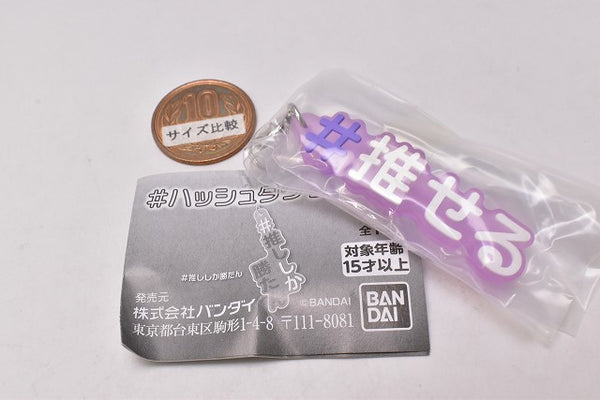 10
サイズ比較
#推せる
#ハッシュタグ
#推ししか勝たん
#推ししか
勝た
対象年齢
15才以上
発売元
©BANDAI
株式会社バンダイ
東京都台東区駒形1-4-8 〒111-8081
BAN
DAI